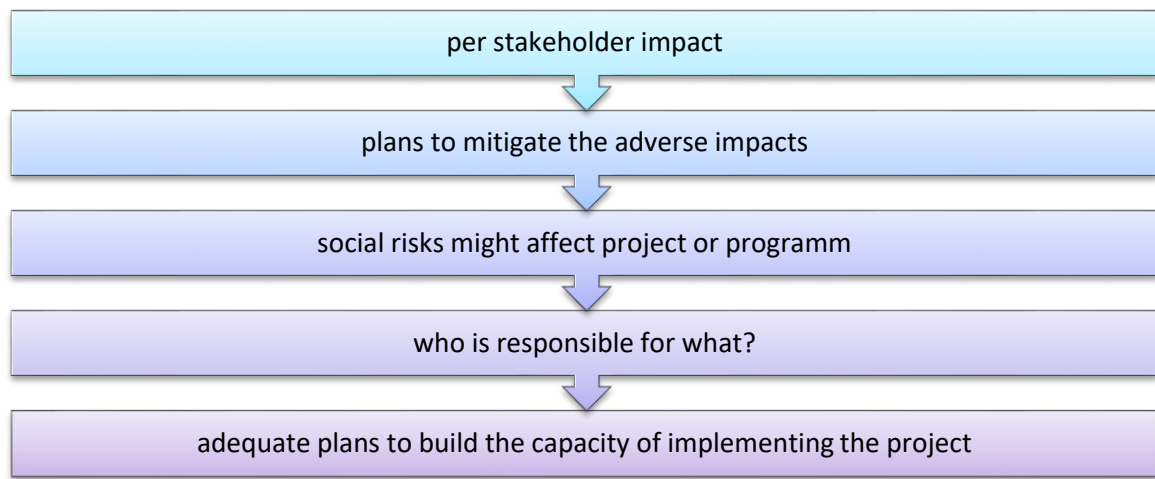 per stakeholder impact
plans to mitigate the adverse impacts
social risks might affect project or programm
who is responsible for what?
adequate plans to build the capacity of implementing the project